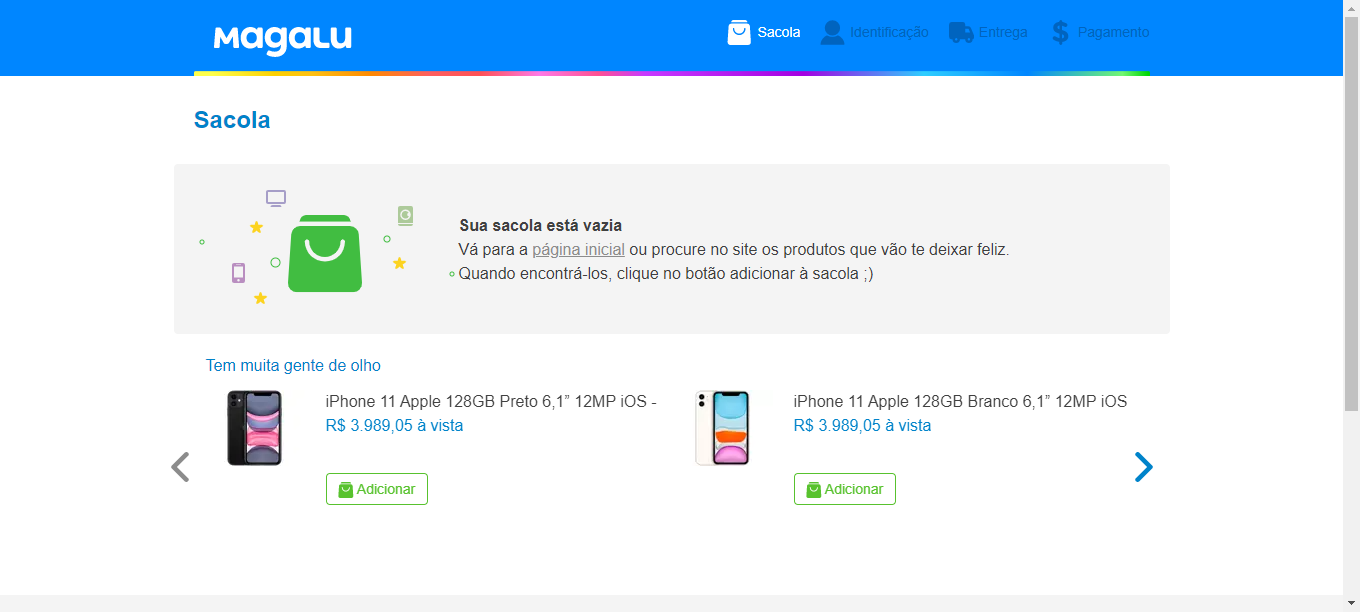 Magalu
Sacola
Identificação
Entrega
Pagamento
Sacola
Sua sacola está vazia
Vá para a página inicial ou procure no site os produtos que vão te deixar feliz.
Quando encontrá-los, clique no botão adicionar à sacola ;)
Tem muita gente de olho
iPhone 11 Apple 128GB Preto 6,1” 12MP iOS -
R$ 3.989,05 à vista
Adicionar
iPhone 11 Apple 128GB Branco 6,1” 12MP iOS
R$ 3.989,05 à vista
Adicionar